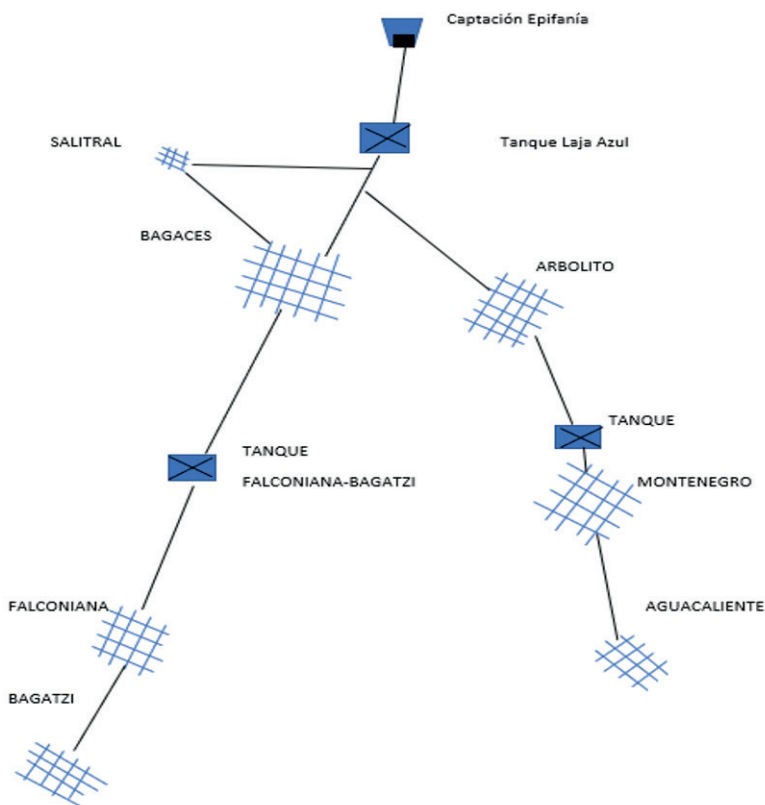 Captación Epifanía
SALITRAL
Tanque Laja Azul
BAGACES
ARBOLITO
TANQUE
FALCONIANA-BAGATZI
TANQUE
MONTENEGRO
FALCONIANA
AGUACALIENTE
BAGATZI